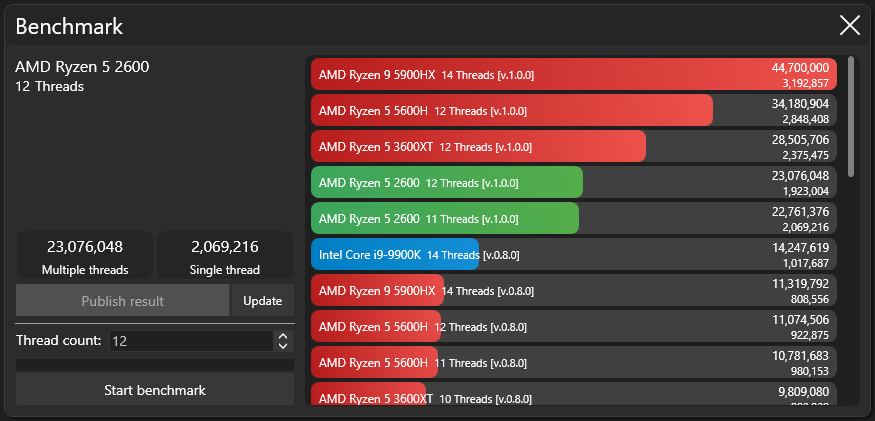 Benchmark
AMD Ryzen 5 2600
12 Threads
23,076,048
Multiple threads
2,069,216
Single thread
Publish result
Update
Thread count: 12
Start benchmark
AMD Ryzen 9 5900HX 14 Threads [v.1.0.0] 44,700,000
3,192,857
AMD Ryzen 5 5600H 12 Threads [v.1.0.0] 34,180,904
2,848,408
AMD Ryzen 5 3600XT 12 Threads [v.1.0.0] 28,505,706
2,375,475
AMD Ryzen 5 2600 12 Threads [v.1.0.0] 23,076,048
1,923,004
AMD Ryzen 5 2600 11 Threads [v.1.0.0] 22,761,376
2,069,216
Intel Core i9-9900K 14 Threads [v.0.8.0] 14,247,619
1,017,687
AMD Ryzen 9 5900HX 14 Threads [v.0.8.0] 11,319,792
808,556
AMD Ryzen 5 5600H 12 Threads [v.0.8.0] 11,074,506
922,875
AMD Ryzen 5 5600H 11 Threads [v.0.8.0] 10,781,683
980,153
AMD Ryzen 5 3600XT 10 Threads [v.0.8.0] 9,809,080